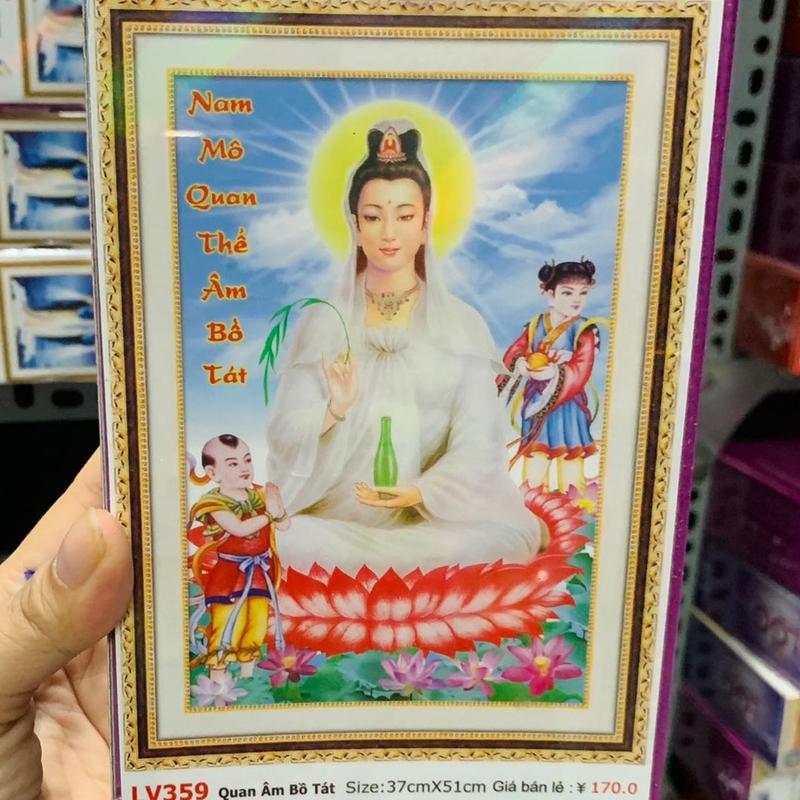 Nam
Mô
Quan
Thế
Âm
Bồ
Tát
LV359 Quan Âm Bồ Tát Size:37cmX51cm Giá bán lẻ : ¥ 170.0